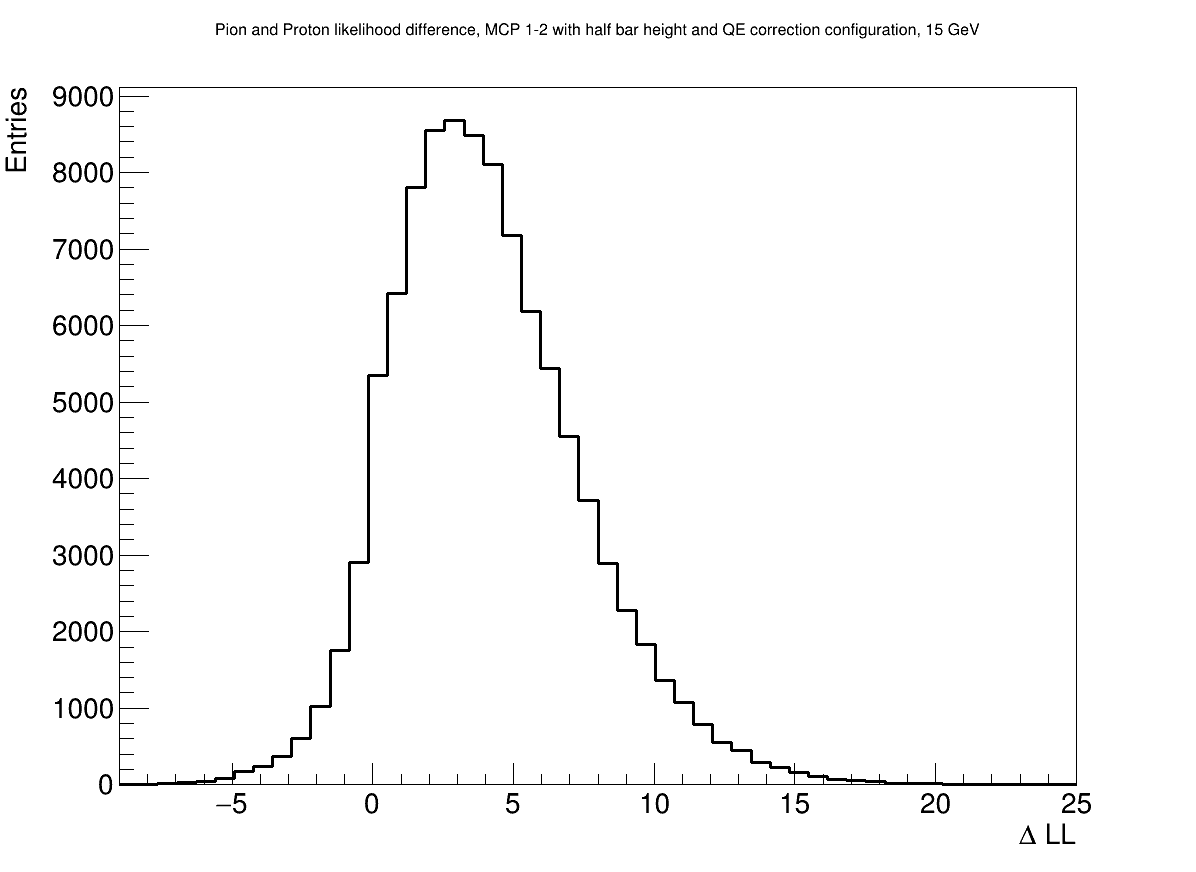 Pion and Proton likelihood difference, MCP 1-2 with half bar height and QE correction configuration, 15 GeV
Entries
9000
8000
7000
6000
5000
4000
3000
2000
1000
0
−5 0 5 10 15 20 25
Δ LL